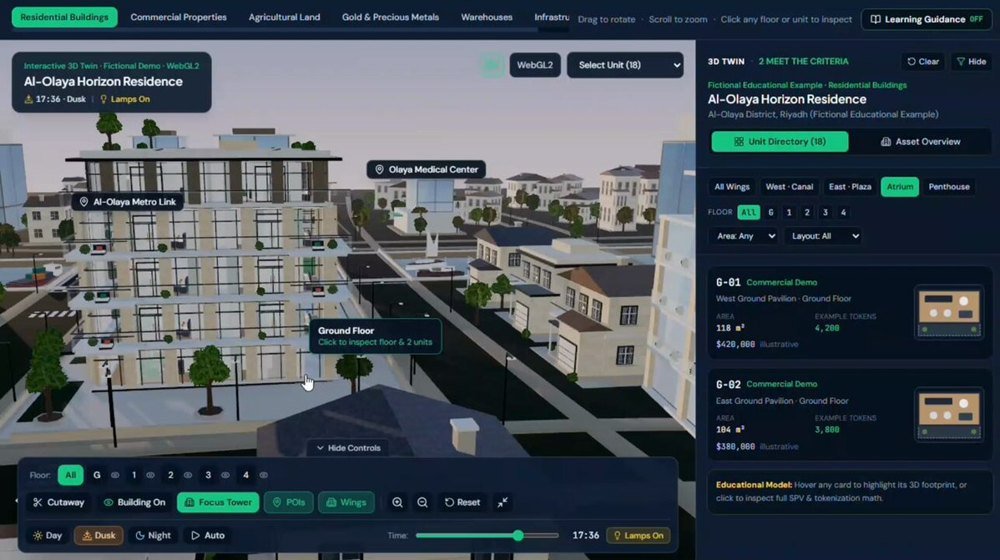 Residential Buildings
Commercial Properties
Agricultural Land
Gold & Precious Metals
Warehouses
Infrastru
Drag to rotate · Scroll to zoom · Click any floor or unit to inspect
Learning Guidance OFF
Interactive 3D Twin · Fictional Demo · WebGL2
Al-Olaya Horizon Residence
17:36 · Dusk | Lamps On
WebGL2
Select Unit (18)
Olaya Medical Center
Al-Olaya Metro Link
Ground Floor
Click to inspect floor & 2 units
Hide Controls
Floor: All G 1 2 3 4
Cutaway
Building On
Focus Tower
POIs
Wings
Reset
Day
Dusk
Night
Auto
Time:
17:36
Lamps On
3D TWIN · 2 MEET THE CRITERIA
Clear
Hide
Fictional Educational Example · Residential Buildings
Al-Olaya Horizon Residence
Al-Olaya District, Riyadh (Fictional Educational Example)
Unit Directory (18)
Asset Overview
All Wings
West · Canal
East · Plaza
Atrium
Penthouse
FLOOR All G 1 2 3 4
Area: Any
Layout: All
G-01 Commercial Demo
West Ground Pavilion · Ground Floor
AREA EXAMPLE TOKENS
118 m² 4,200
$420,000 illustrative
G-02 Commercial Demo
East Ground Pavilion · Ground Floor
AREA EXAMPLE TOKENS
104 m² 3,800
$380,000 illustrative
Educational Model: Hover any card to highlight its 3D footprint, or
click to inspect full SPV & tokenization math.